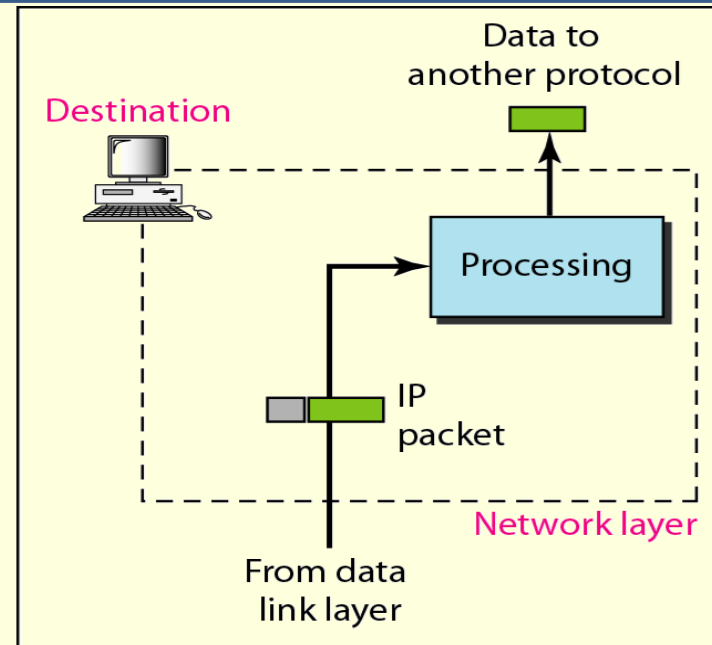 Data to
another protocol
Destination
Processing
IP
packet
Network layer
From data
link layer